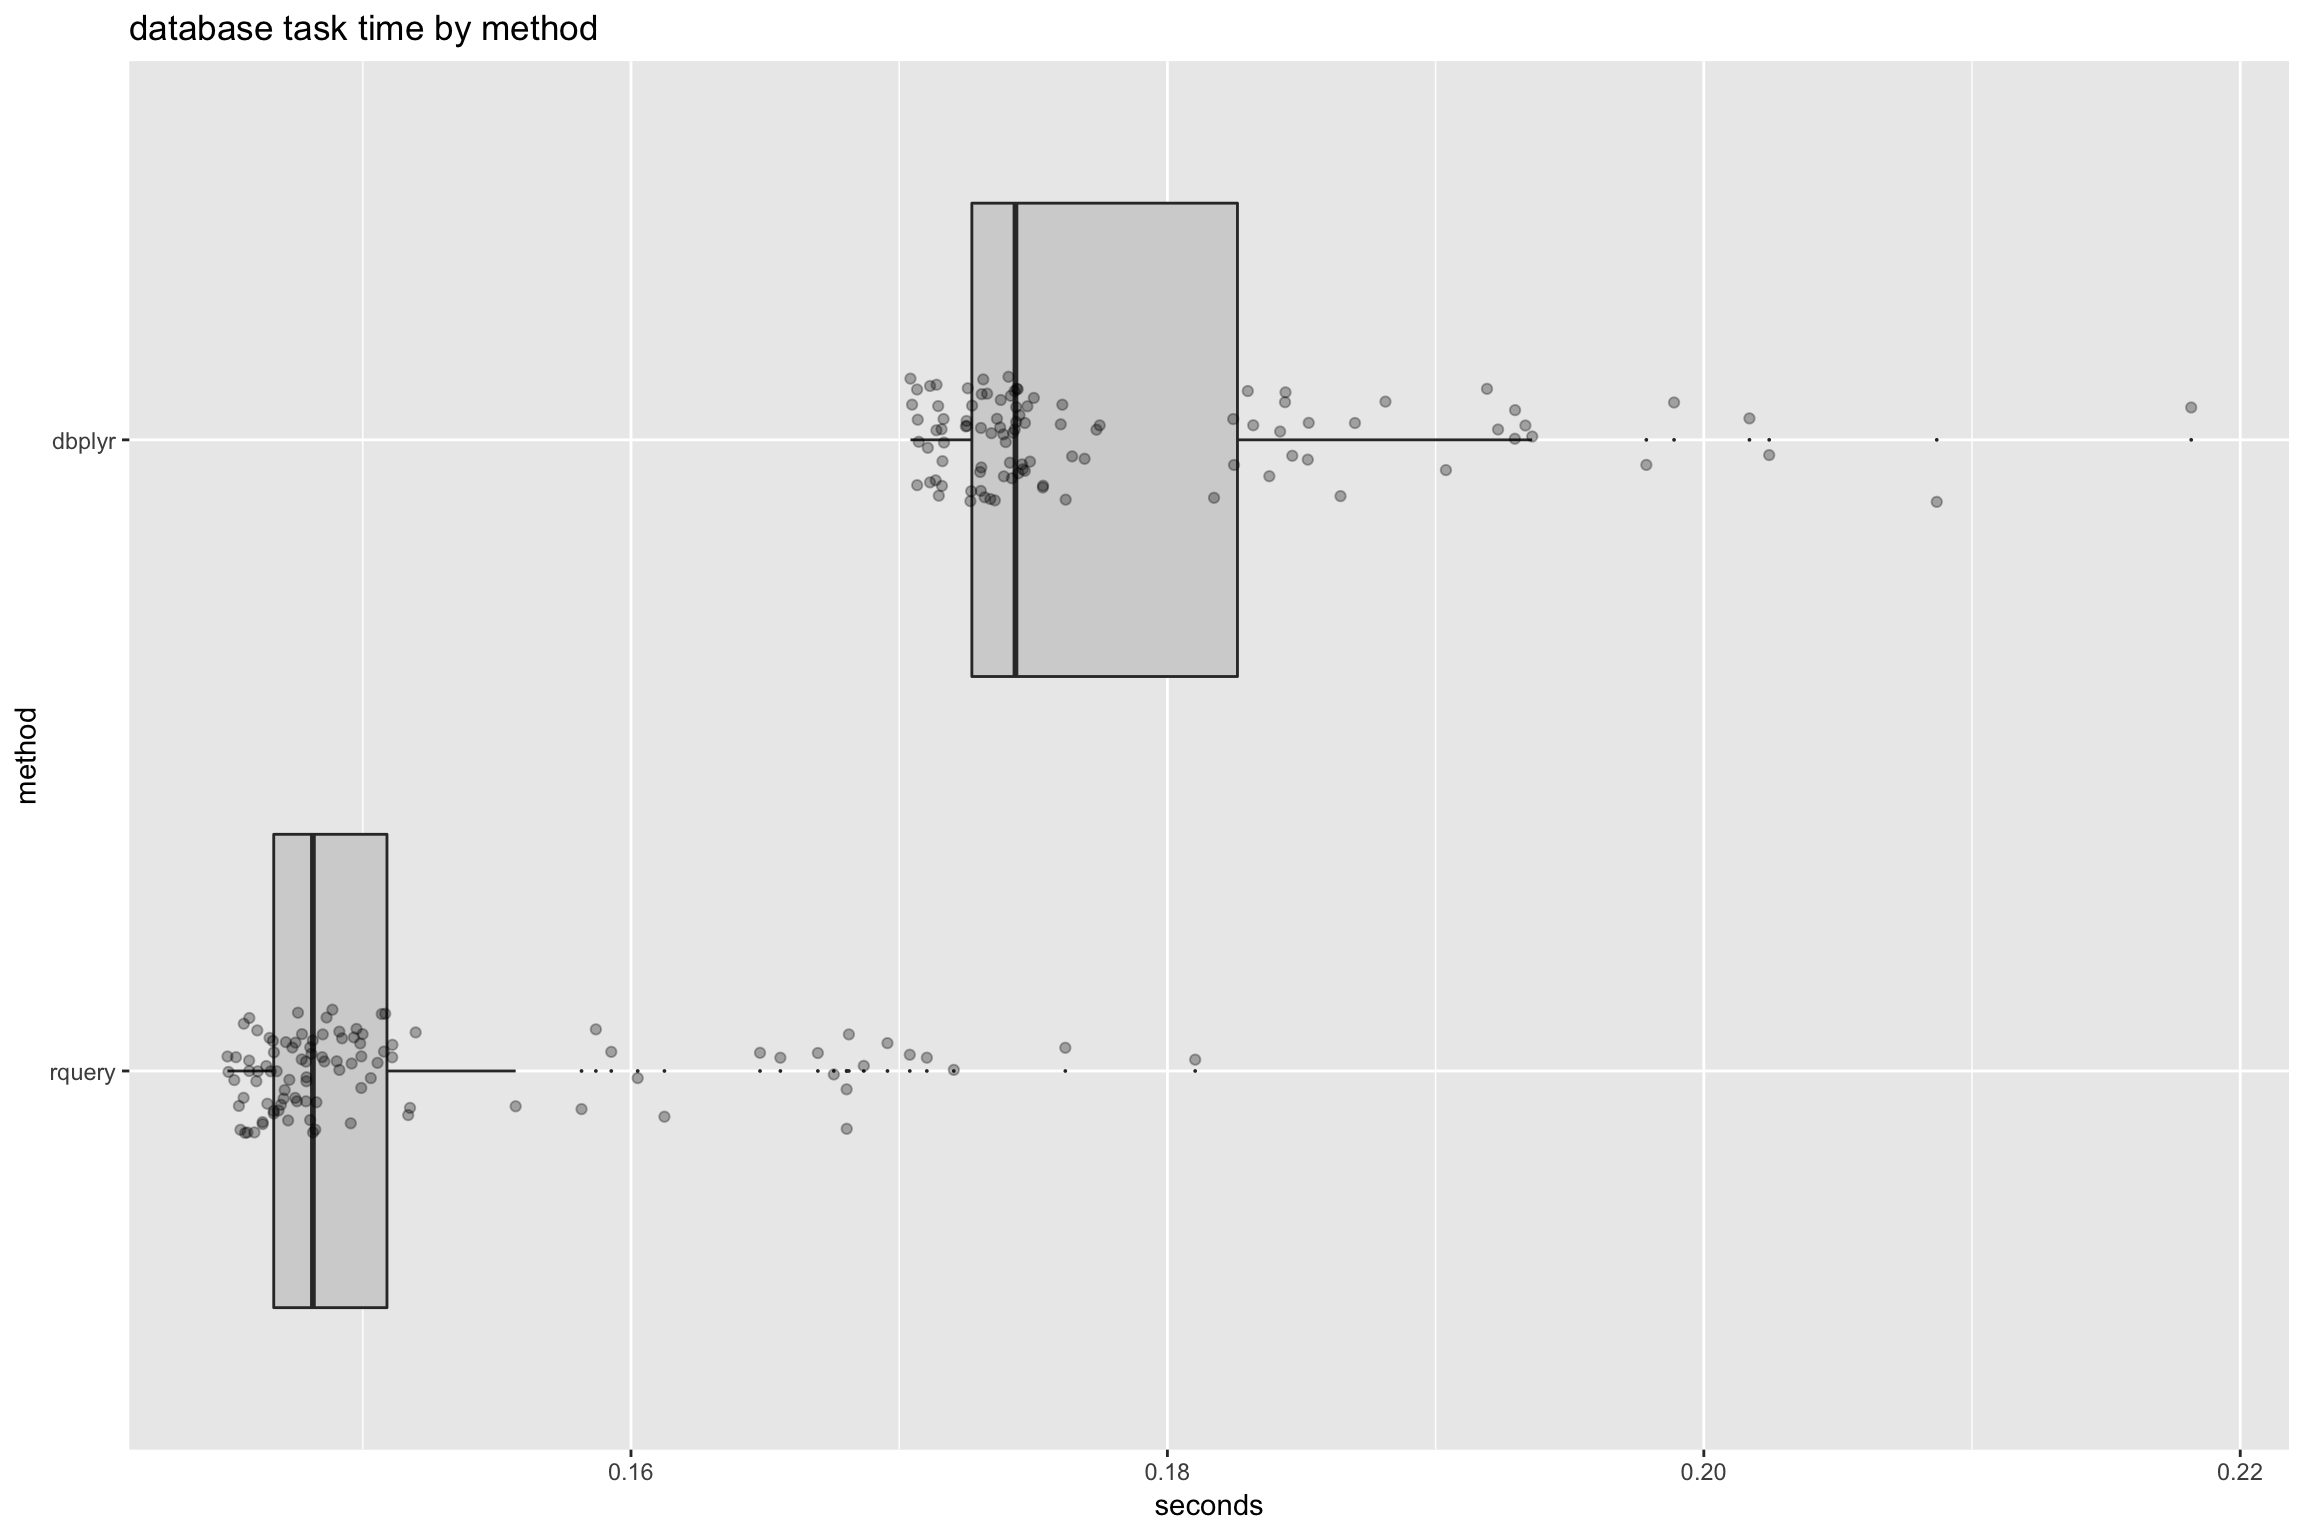 database task time by method
method
dbplyr
rquery
0.16
0.18
0.20
0.22
seconds